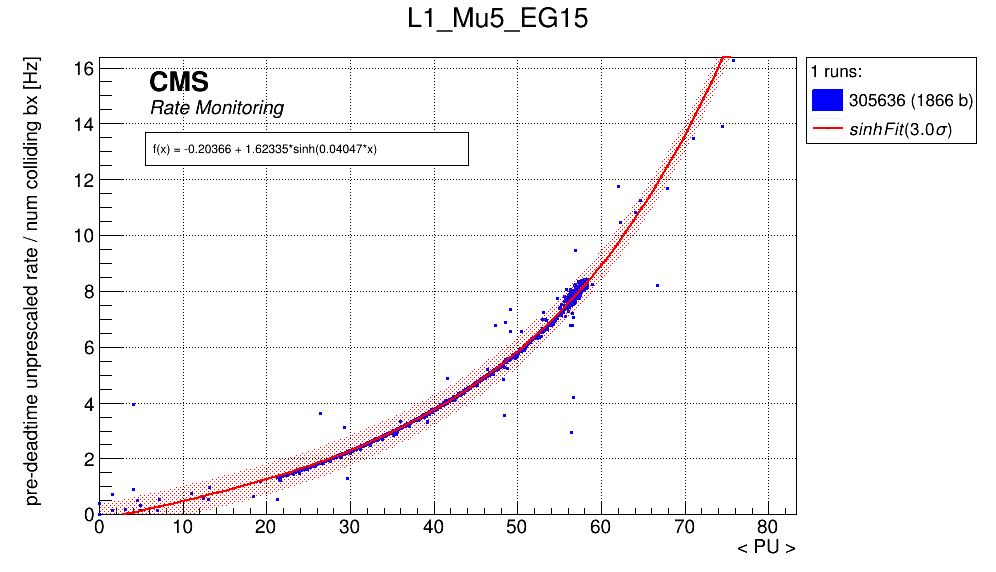 L1_Mu5_EG15
pre-deadtime unprescaled rate / num colliding bx [Hz]
16
14
12
10
8
6
4
2
0
CMS
Rate Monitoring
f(x) = -0.20366 + 1.62335*sinh(0.04047*x)
1 runs:
305636 (1866 b)
sinhFit(3.0σ)
0 10 20 30 40 50 60 70 80
< PU >